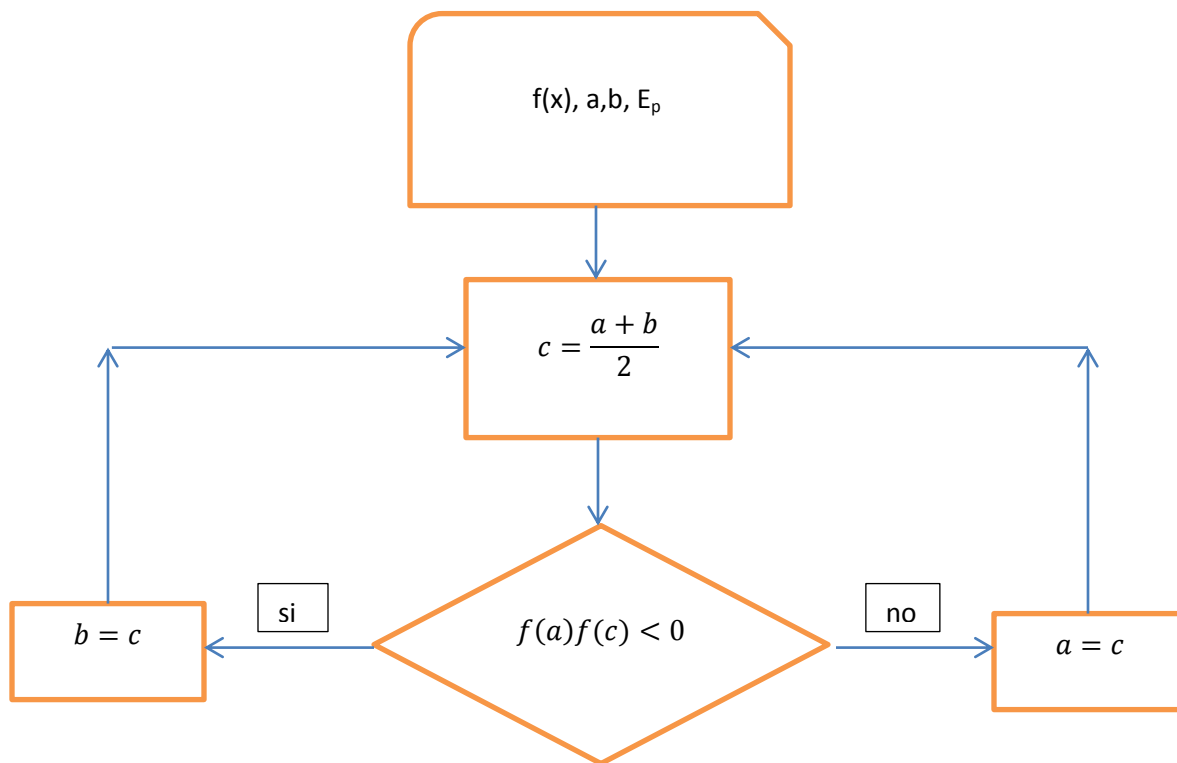 f(x), a,b, Eₚ
c = (a + b)/2
si
no
b = c
f(a)f(c) < 0
a = c